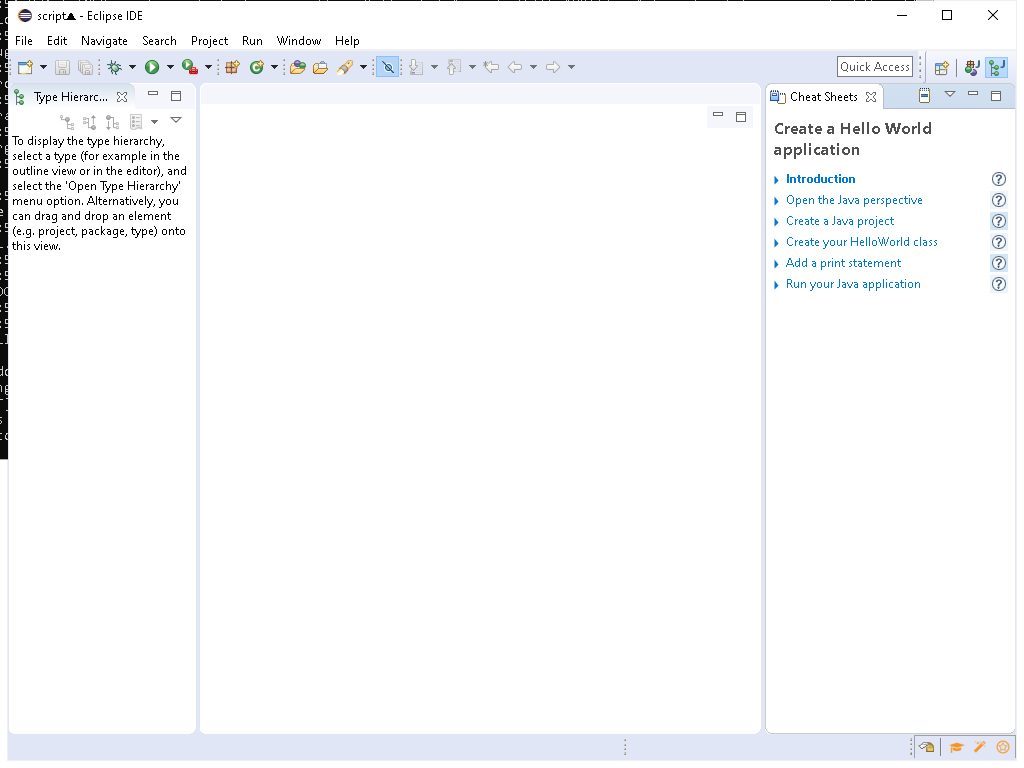 script▲ - Eclipse IDE
File Edit Navigate Search Project Run Window Help
Quick Access
Type Hierarc...
To display the type hierarchy,
select a type (for example in the
outline view or in the editor), and
select the 'Open Type Hierarchy'
menu option. Alternatively, you
can drag and drop an element
(e.g. project, package, type) onto
this view.
Cheat Sheets
Create a Hello World
application
Introduction
Open the Java perspective
Create a Java project
Create your HelloWorld class
Add a print statement
Run your Java application